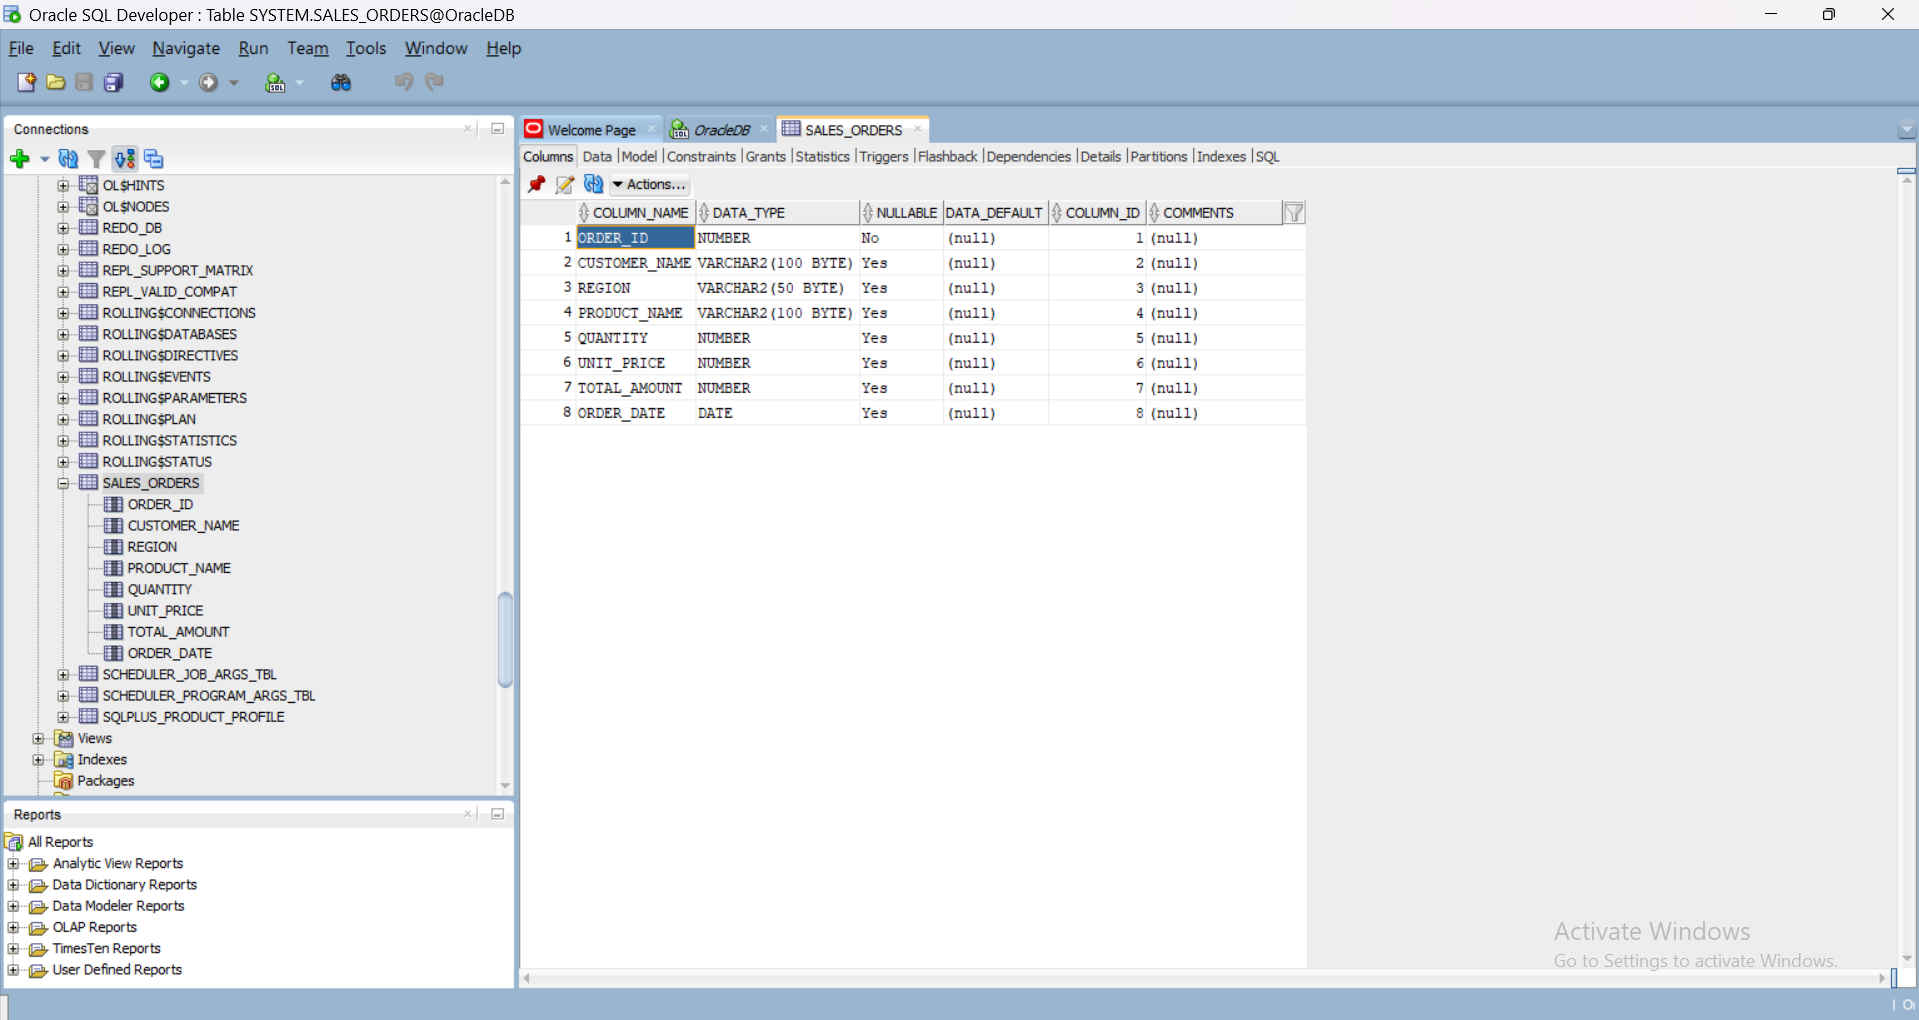 Oracle SQL Developer : Table SYSTEM.SALES_ORDERS@OracleDB
File Edit View Navigate Run Team Tools Window Help
Connections
OL$HINTS
OL$NODES
REDO_DB
REDO_LOG
REPL_SUPPORT_MATRIX
REPL_VALID_COMPAT
ROLLING$CONNECTIONS
ROLLING$DATABASES
ROLLING$DIRECTIVES
ROLLING$EVENTS
ROLLING$PARAMETERS
ROLLING$PLAN
ROLLING$STATISTICS
ROLLING$STATUS
SALES_ORDERS
ORDER_ID
CUSTOMER_NAME
REGION
PRODUCT_NAME
QUANTITY
UNIT_PRICE
TOTAL_AMOUNT
ORDER_DATE
SCHEDULER_JOB_ARGS_TBL
SCHEDULER_PROGRAM_ARGS_TBL
SQLPLUS_PRODUCT_PROFILE
Views
Indexes
Packages
Reports
All Reports
Analytic View Reports
Data Dictionary Reports
Data Modeler Reports
OLAP Reports
TimesTen Reports
User Defined Reports
Welcome Page OracleDB SALES_ORDERS
Columns Data Model Constraints Grants Statistics Triggers Flashback Dependencies Details Partitions Indexes SQL
Actions...
COLUMN_NAME DATA_TYPE NULLABLE DATA_DEFAULT COLUMN_ID COMMENTS
1 ORDER_ID NUMBER No (null) 1 (null)
2 CUSTOMER_NAME VARCHAR2(100 BYTE) Yes (null) 2 (null)
3 REGION VARCHAR2(50 BYTE) Yes (null) 3 (null)
4 PRODUCT_NAME VARCHAR2(100 BYTE) Yes (null) 4 (null)
5 QUANTITY NUMBER Yes (null) 5 (null)
6 UNIT_PRICE NUMBER Yes (null) 6 (null)
7 TOTAL_AMOUNT NUMBER Yes (null) 7 (null)
8 ORDER_DATE DATE Yes (null) 8 (null)
Activate Windows
Go to Settings to activate Windows.